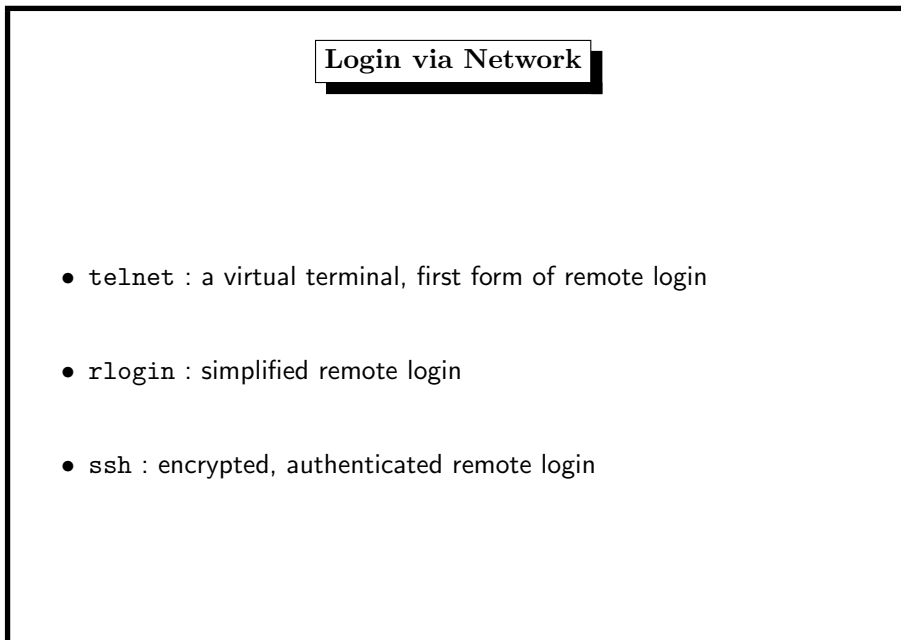 Login via Network
• telnet : a virtual terminal, first form of remote login
• rlogin : simplified remote login
• ssh : encrypted, authenticated remote login